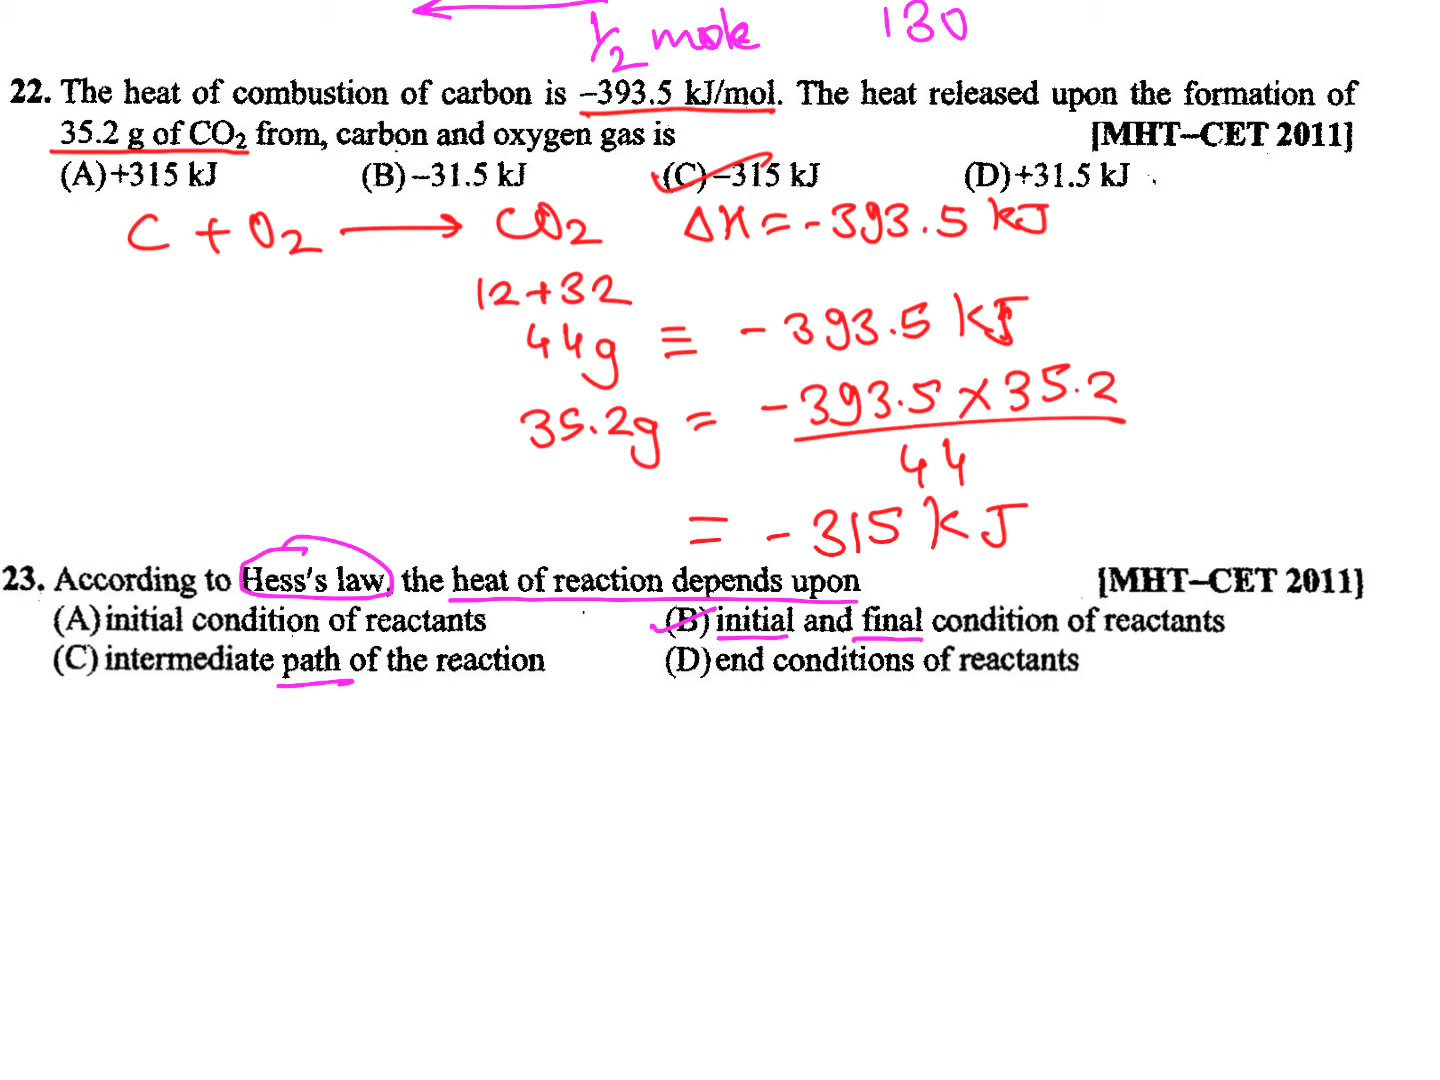 1/2 mole 130
22. The heat of combustion of carbon is –393.5 kJ/mol. The heat released upon the formation of
35.2 g of CO₂ from, carbon and oxygen gas is [MHT–CET 2011]
(A) +315 kJ (B) –31.5 kJ (C) –315 kJ (D) +31.5 kJ
C + O₂ ⟶ CO₂ ΔH = -393.5 kJ
12+32
44g ≡ -393.5 kJ
35.2g = -393.5 × 35.2
44
= -315 kJ
23. According to Hess's law, the heat of reaction depends upon [MHT–CET 2011]
(A) initial condition of reactants (B) initial and final condition of reactants
(C) intermediate path of the reaction (D) end conditions of reactants